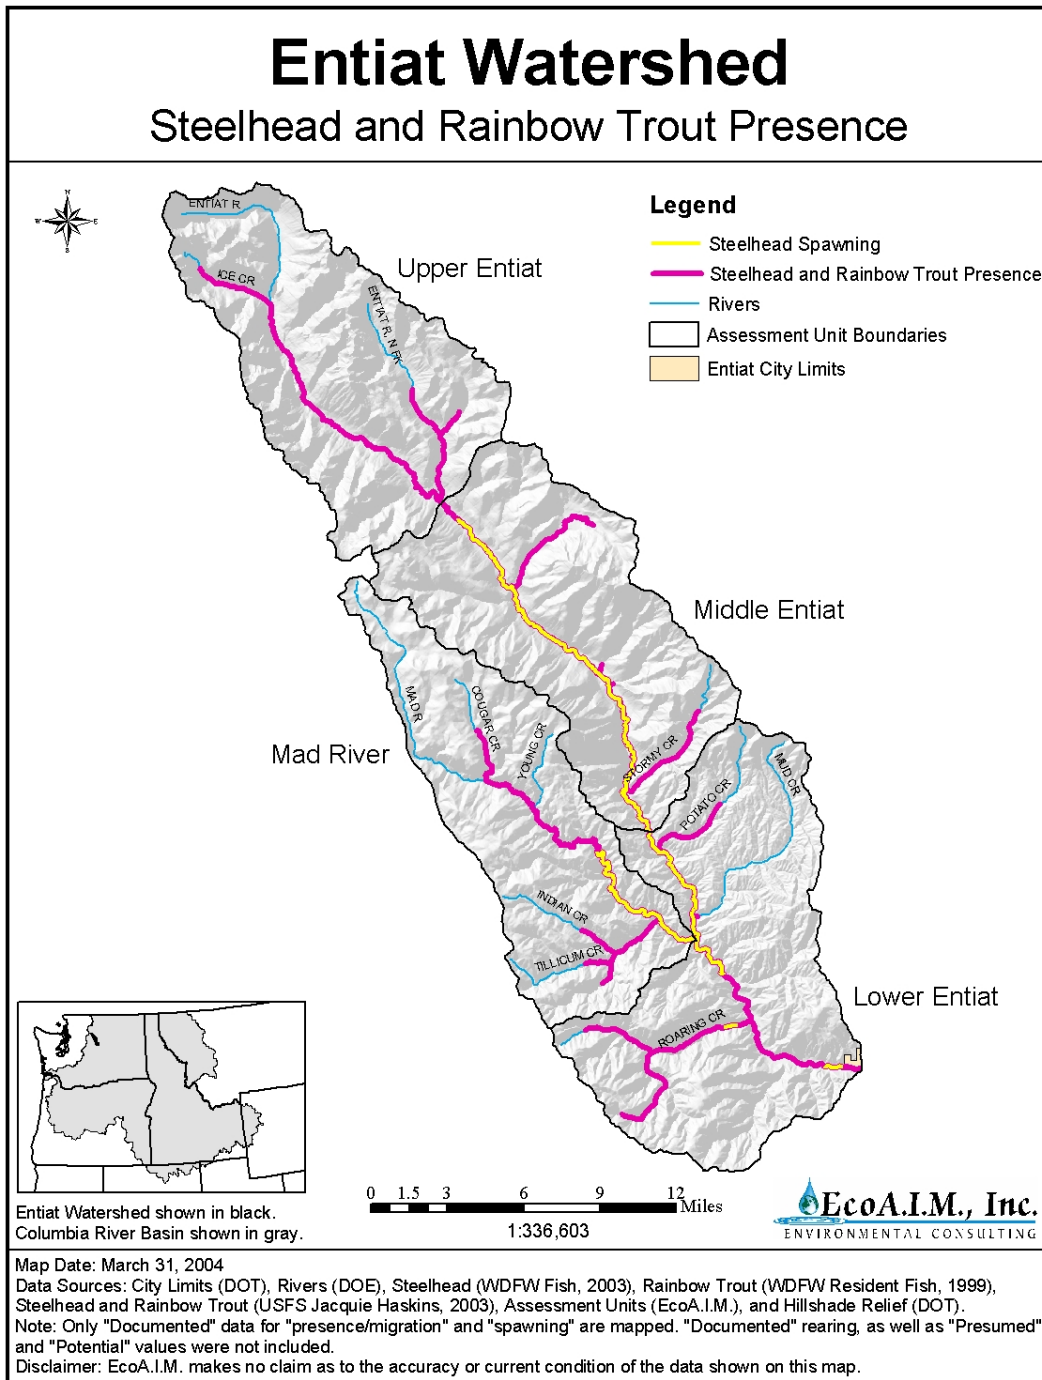 Entiat Watershed
Steelhead and Rainbow Trout Presence
N
W E
S
Legend
Steelhead Spawning
Steelhead and Rainbow Trout Presence
Rivers
Assessment Unit Boundaries
Entiat City Limits
ENTIAT R
ICE CR
Upper Entiat
ENTIAT R, N FK
Middle Entiat
MAD R
COUGAR CR
YOUNG CR
Mad River
STORMY CR
POTATO CR
MUD CR
INDIAN CR
TILLICUM CR
Lower Entiat
ROARING CR
0 1.5 3 6 9 12
Miles
1:336,603
EcoA.I.M., Inc.
ENVIRONMENTAL CONSULTING
Entiat Watershed shown in black.
Columbia River Basin shown in gray.
Map Date: March 31, 2004
Data Sources: City Limits (DOT), Rivers (DOE), Steelhead (WDFW Fish, 2003), Rainbow Trout (WDFW Resident Fish, 1999),
Steelhead and Rainbow Trout (USFS Jacquie Haskins, 2003), Assessment Units (EcoA.I.M.), and Hillshade Relief (DOT).
Note: Only "Documented" data for "presence/migration" and "spawning" are mapped. "Documented" rearing, as well as "Presumed"
and "Potential" values were not included.
Disclaimer: EcoA.I.M. makes no claim as to the accuracy or current condition of the data shown on this map.